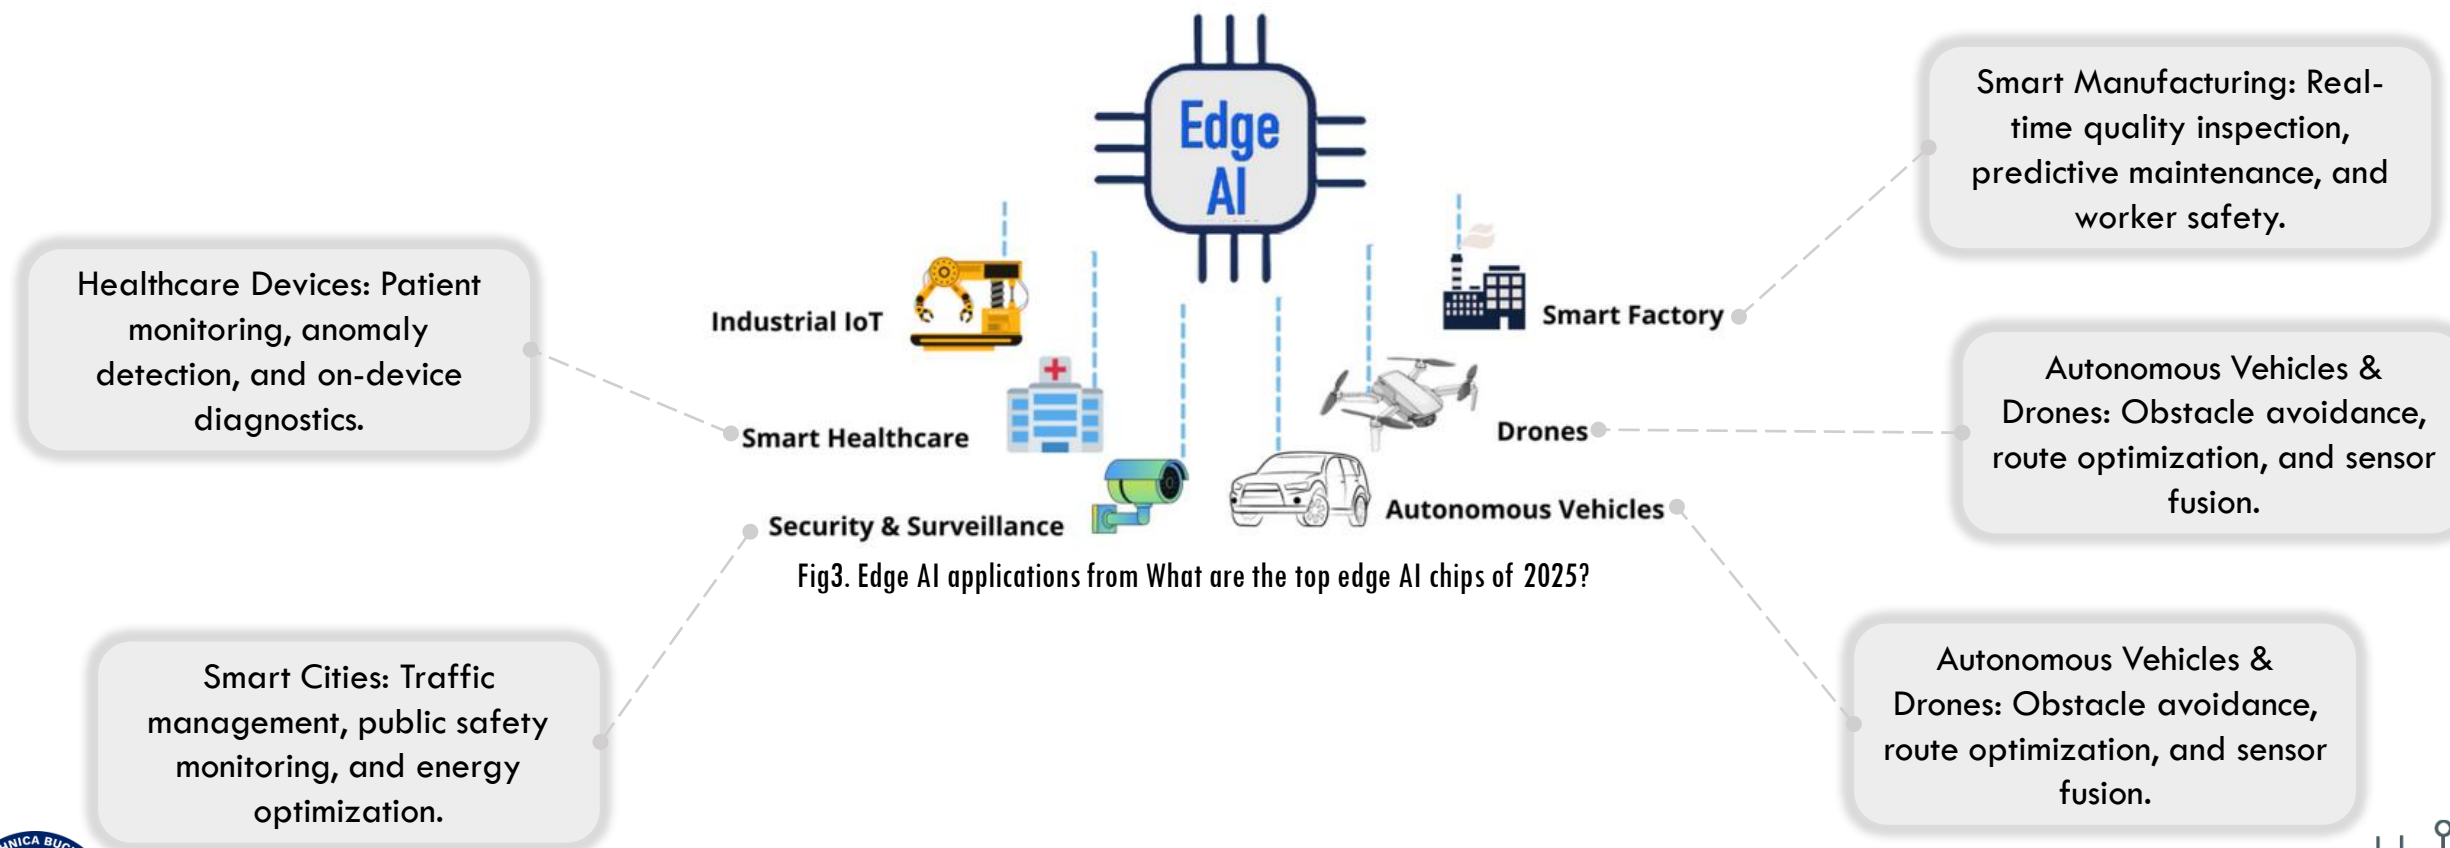 Edge
AI
Industrial IoT
Smart Healthcare
Security & Surveillance
Smart Factory
Drones
Autonomous Vehicles
Fig3. Edge AI applications from What are the top edge AI chips of 2025?
Healthcare Devices: Patient
monitoring, anomaly
detection, and on-device
diagnostics.
Smart Cities: Traffic
management, public safety
monitoring, and energy
optimization.
Smart Manufacturing: Real-
time quality inspection,
predictive maintenance, and
worker safety.
Autonomous Vehicles &
Drones: Obstacle avoidance,
route optimization, and sensor
fusion.
Autonomous Vehicles &
Drones: Obstacle avoidance,
route optimization, and sensor
fusion.